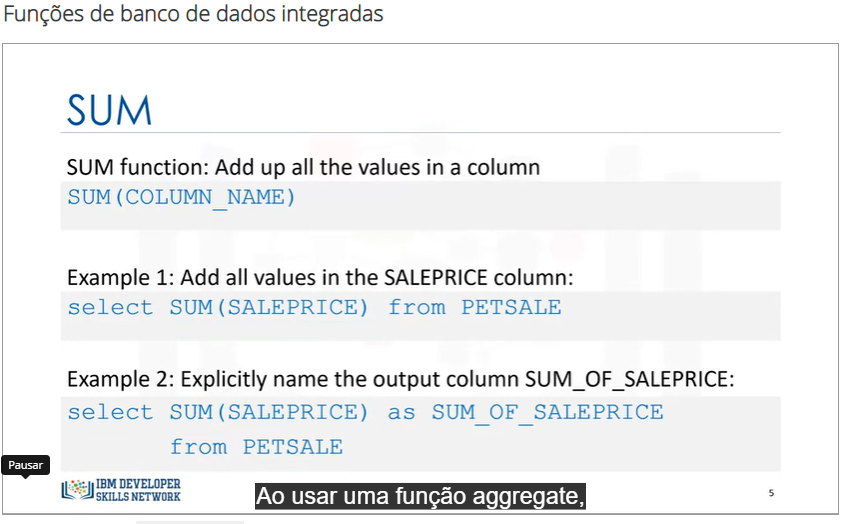 Funções de banco de dados integradas
SUM
SUM function: Add up all the values in a column
SUM(COLUMN_NAME)
Example 1: Add all values in the SALEPRICE column:
select SUM(SALEPRICE) from PETSALE
Example 2: Explicitly name the output column SUM_OF_SALEPRICE:
select SUM(SALEPRICE) as SUM_OF_SALEPRICE
from PETSALE
Pausar
IBM DEVELOPER
SKILLS NETWORK
Ao usar uma função aggregate,
5